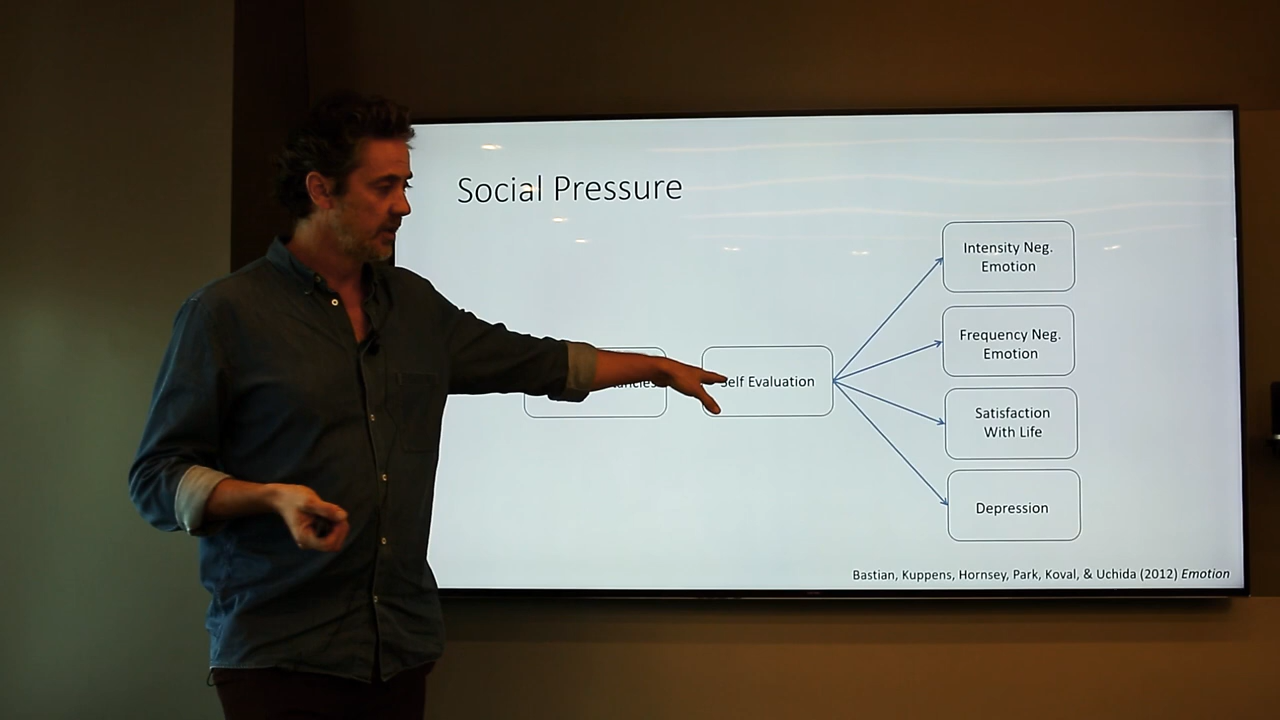 Social Pressure
Intensity Neg.
Emotion
Frequency Neg.
Emotion
Self Evaluation
Satisfaction
With Life
Depression
Bastian, Kuppens, Hornsey, Park, Koval, & Uchida (2012) Emotion